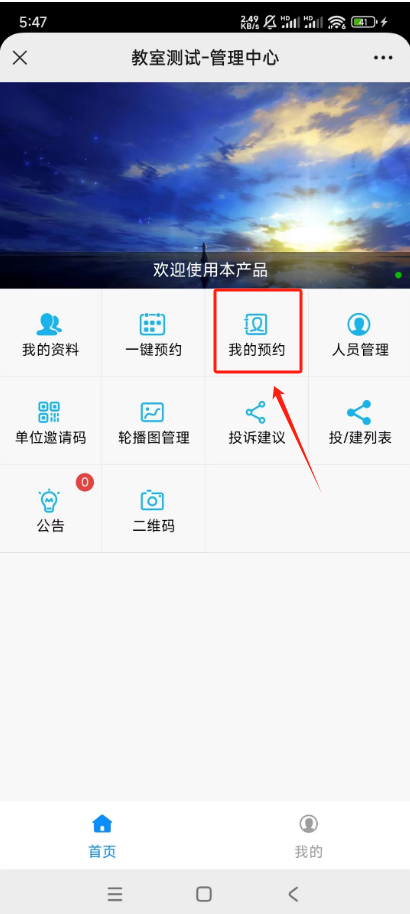 5:47
2.49 KB/s HD HD 41
教室测试-管理中心
欢迎使用本产品
我的资料 一键预约 我的预约 人员管理
单位邀请码 轮播图管理 投诉建议 投/建列表
0
公告 二维码
首页 我的